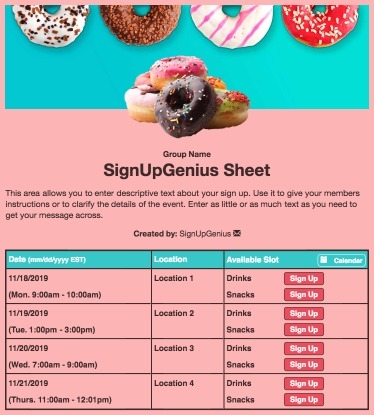 Group Name
SignUpGenius Sheet
This area allows you to enter descriptive text about your sign up. Use it to give your members
instructions or to clarify the details of the event. Enter as little or as much text as you need to
get your message across.
Created by: SignUpGenius
Date (mm/dd/yyyy EST) Location Available Slot Calendar
11/18/2019 Location 1 Drinks Sign Up
(Mon. 9:00am - 10:00am) Snacks Sign Up
11/19/2019 Location 2 Drinks Sign Up
(Tue. 1:00pm - 3:00pm) Snacks Sign Up
11/20/2019 Location 3 Drinks Sign Up
(Wed. 7:00am - 9:00am) Snacks Sign Up
11/21/2019 Location 4 Drinks Sign Up
(Thurs. 11:00am - 12:01pm) Snacks Sign Up